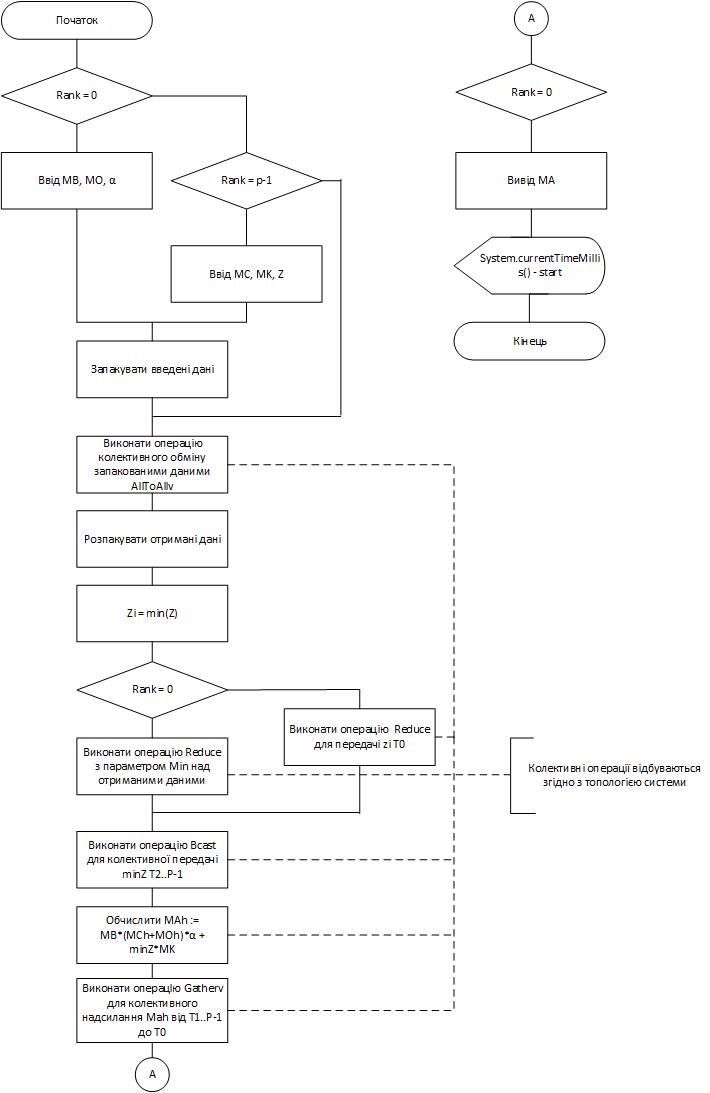 Початок
Rank = 0
Ввід MB, MO, α
Rank = p-1
Ввід MC, MK, Z
Запакувати введені дані
Виконати операцію
колективного обміну
запакованими даними
AllToAllv
Розпакувати отримані дані
Zi = min(Z)
Rank = 0
Виконати операцію Reduce
для передачі zi T0
Виконати операцію Reduce
з параметром Min над
отриманими даними
Колективні операції відбуваються
згідно з топологією системи
Виконати операцію Bcast
для колективної передачі
minZ T2..P-1
Обчислити MAh :=
MB*(MCh+MOh)*α +
minZ*MK
Виконати операцію Gatherv
для колективного
надсилання Mah від T1..P-1
до T0
A
A
Rank = 0
Вивід MA
System.currentTimeMilli
s() - start
Кінець